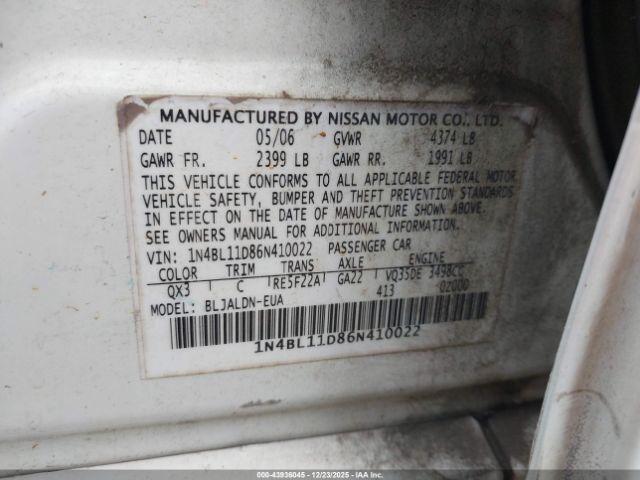 MANUFACTURED BY NISSAN MOTOR CO., LTD.
DATE 05/06 GVWR 4374 LB
GAWR FR. 2399 LB GAWR RR. 1991 LB
THIS VEHICLE CONFORMS TO ALL APPLICABLE FEDERAL MOTOR
VEHICLE SAFETY, BUMPER AND THEFT PREVENTION STANDARDS
IN EFFECT ON THE DATE OF MANUFACTURE SHOWN ABOVE.
SEE OWNERS MANUAL FOR ADDITIONAL INFORMATION.
VIN: 1N4BL11D86N410022 PASSENGER CAR
COLOR TRIM TRANS AXLE ENGINE
QX3 C RE5F22A GA22 VQ35DE 3498CC
MODEL: BLJALDN-EUA 413 0Z000
1N4BL11D86N410022
000-43936045 - 12/23/2025 - IAAI.COM